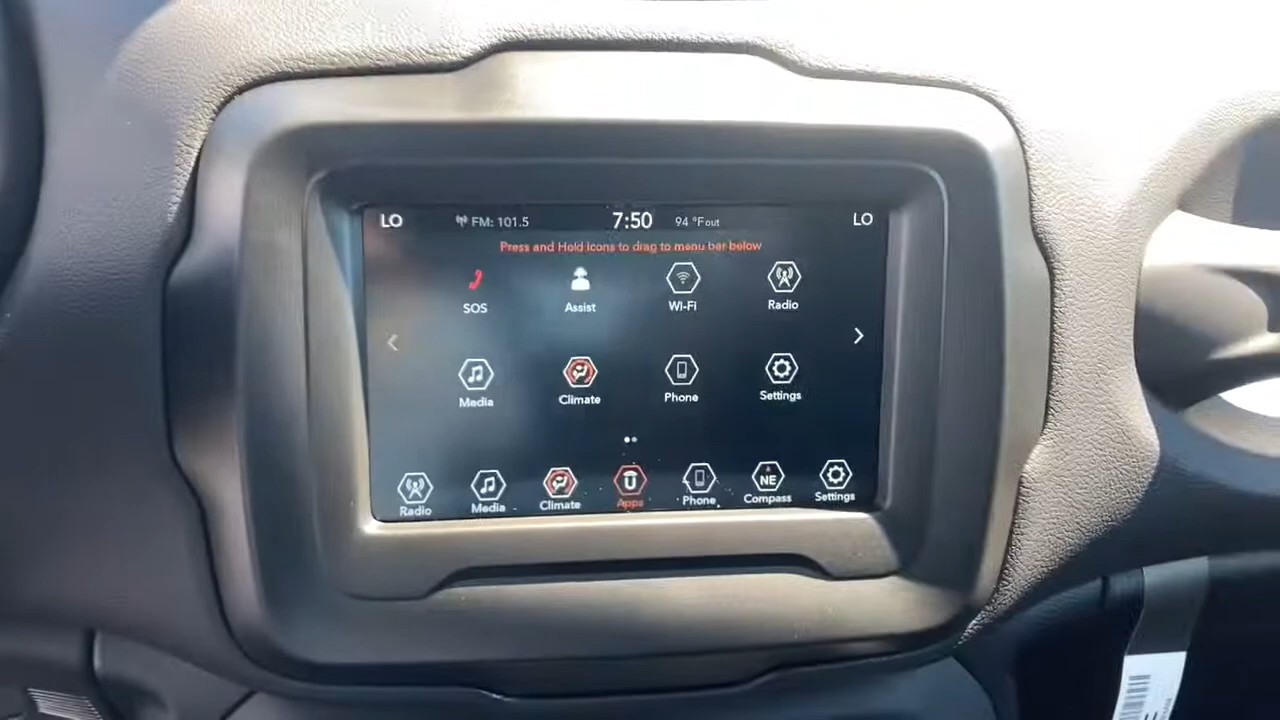 LO FM: 101.5 7:50 94 °F out LO
Press and Hold Icons to drag to menu bar below
SOS Assist Wi-Fi Radio
Media Climate Phone Settings
NE
Radio Media Climate Apps Phone Compass Settings